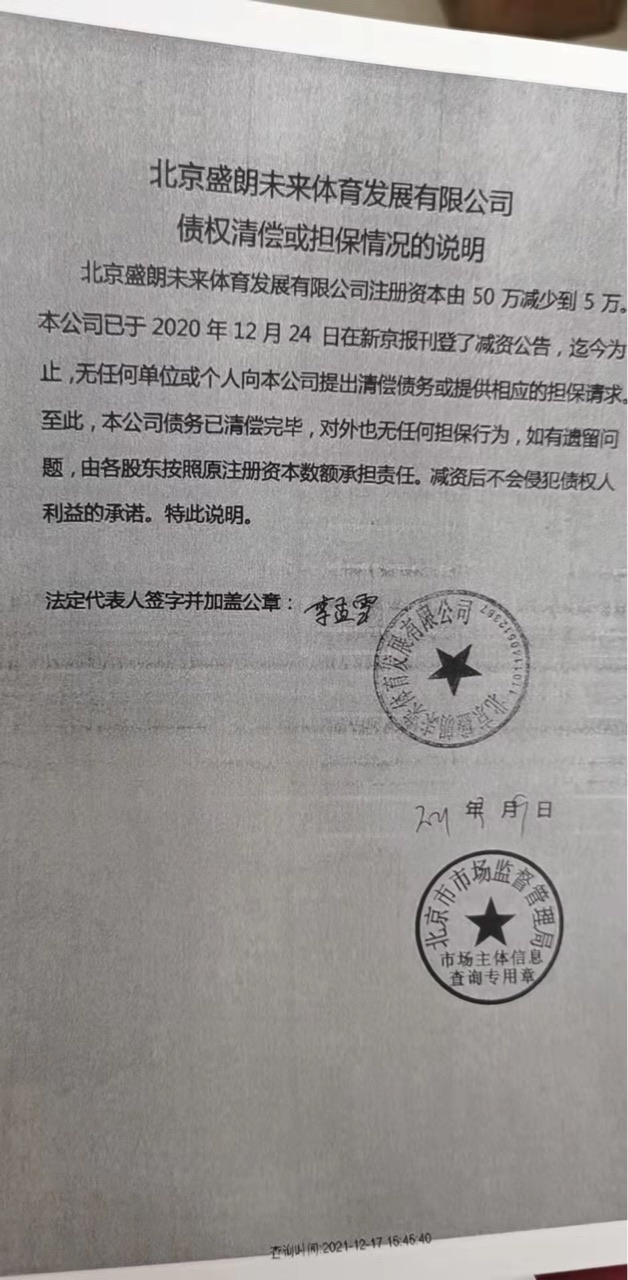 北京盛朗未来体育发展有限公司
债权清偿或担保情况的说明
北京盛朗未来体育发展有限公司注册资本由 50 万减少到 5 万。
本公司已于 2020 年 12 月 24 日在新京报刊登了减资公告，迄今为
止，无任何单位或个人向本公司提出清偿债务或提供相应的担保请求。
至此，本公司债务已清偿完毕，对外也无任何担保行为，如有遗留问
题，由各股东按照原注册资本数额承担责任。减资后不会侵犯债权人
利益的承诺。特此说明。
法定代表人签字并加盖公章：李孟雪
北京盛朗未来体育发展有限公司
2021 年 月 9 日
北京市市场监督管理局
市场主体信息
查询专用章
查询时间:2021-12-17 15:45:40